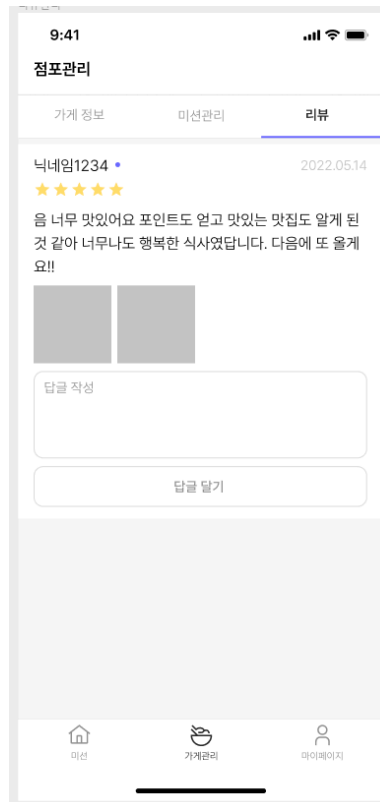 9:41
점포관리
가게 정보
미션관리
리뷰
닉네임1234
2022.05.14
음 너무 맛있어요 포인트도 얻고 맛있는 맛집도 알게 된
것 같아 너무나도 행복한 식사였답니다. 다음에 또 올게
요!!
답글 작성
답글 달기
미션
가게관리
마이페이지